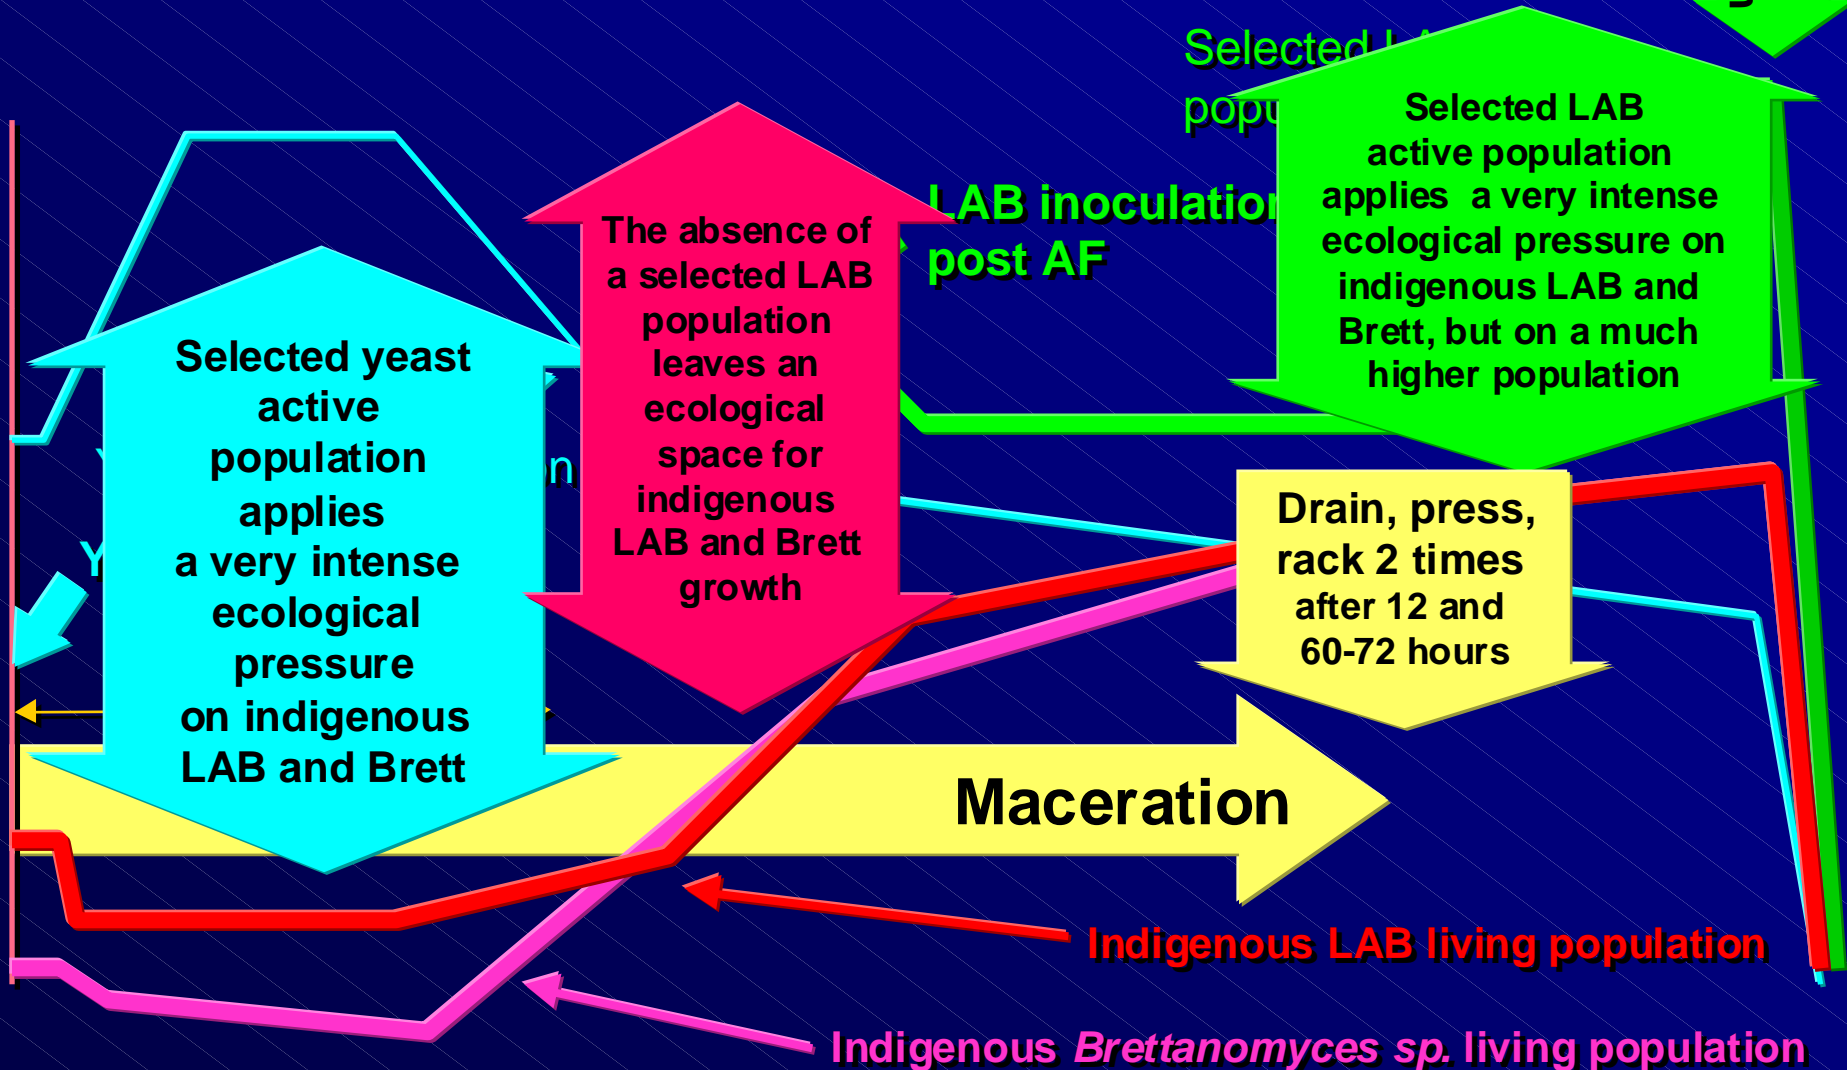 Selected
LAB inoculation
post AF
Selected yeast
active
population
applies
a very intense
ecological
pressure
on indigenous
LAB and Brett
The absence of
a selected LAB
population
leaves an
ecological
space for
indigenous
LAB and Brett
growth
Selected LAB
active population
applies a very intense
ecological pressure on
indigenous LAB and
Brett, but on a much
higher population
Drain, press,
rack 2 times
after 12 and
60-72 hours
Maceration
Indigenous LAB living population
Indigenous Brettanomyces sp. living population